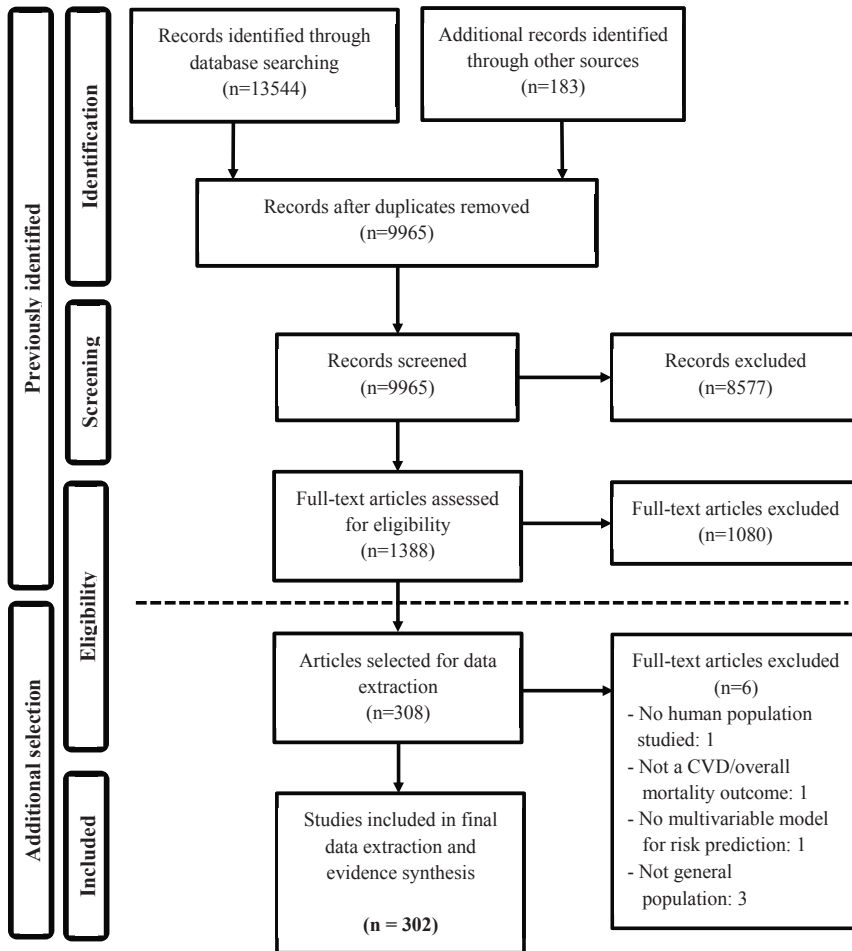 Previously identified
Additional selection
Identification
Screening
Eligibility
Included
Records identified through
database searching
(n=13544)
Additional records identified
through other sources
(n=183)
Records after duplicates removed
(n=9965)
Records screened
(n=9965)
Records excluded
(n=8577)
Full-text articles assessed
for eligibility
(n=1388)
Full-text articles excluded
(n=1080)
Articles selected for data
extraction
(n=308)
Full-text articles excluded
(n=6)
- No human population
studied: 1
- Not a CVD/overall
mortality outcome: 1
- No multivariable model
for risk prediction: 1
- Not general
population: 3
Studies included in final
data extraction and
evidence synthesis
(n = 302)